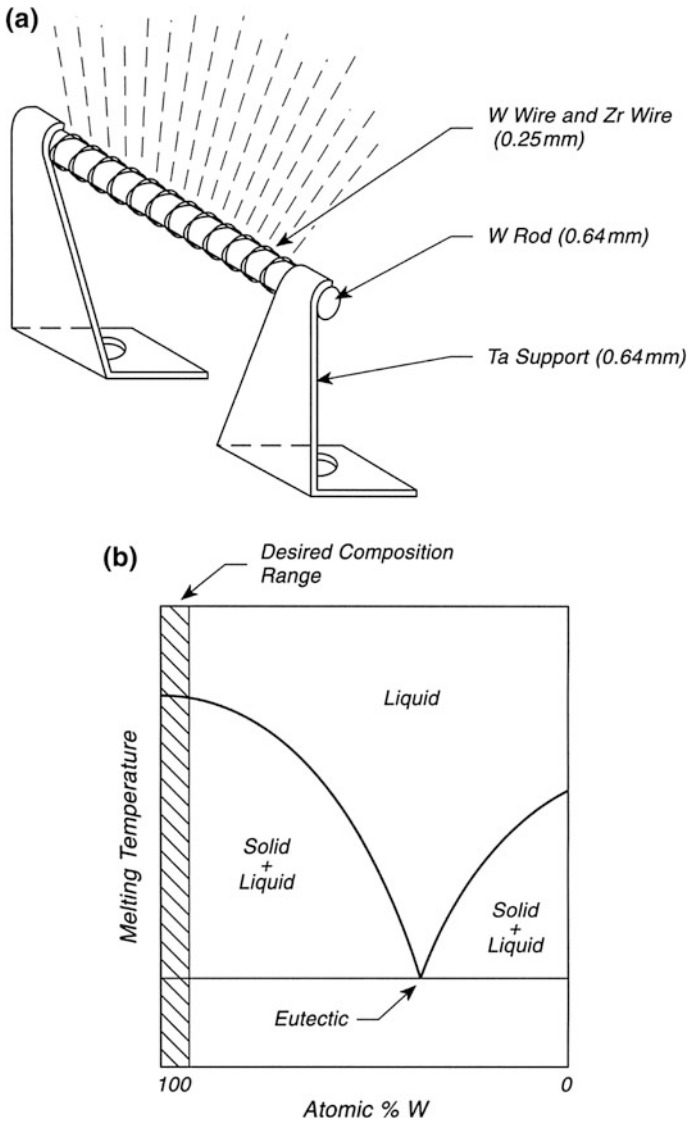 (a)
W Wire and Zr Wire
(0.25mm)
W Rod (0.64mm)
Ta Support (0.64mm)
(b)
Desired Composition
Range
Liquid
Melting Temperature
Solid
+
Liquid
Solid
+
Liquid
Eutectic
100
0
Atomic % W